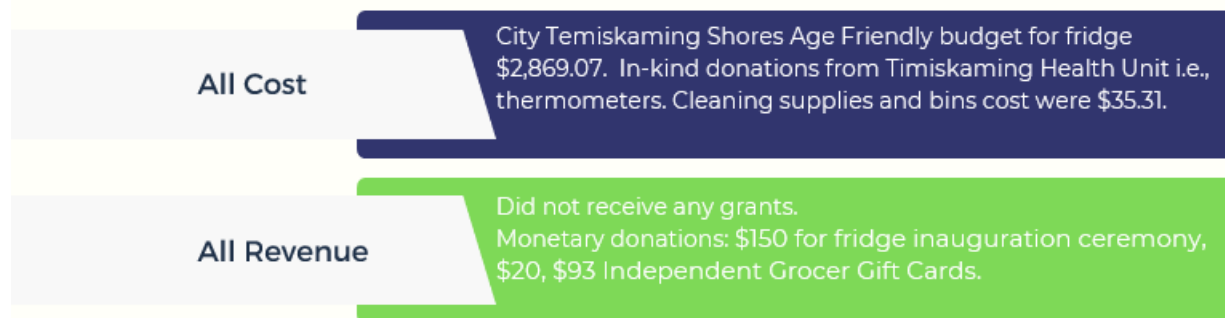 All Cost
City Temiskaming Shores Age Friendly budget for fridge
$2,869.07. In-kind donations from Timiskaming Health Unit i.e.,
thermometers. Cleaning supplies and bins cost were $35.31.
All Revenue
Did not receive any grants.
Monetary donations: $150 for fridge inauguration ceremony,
$20, $93 Independent Grocer Gift Cards.